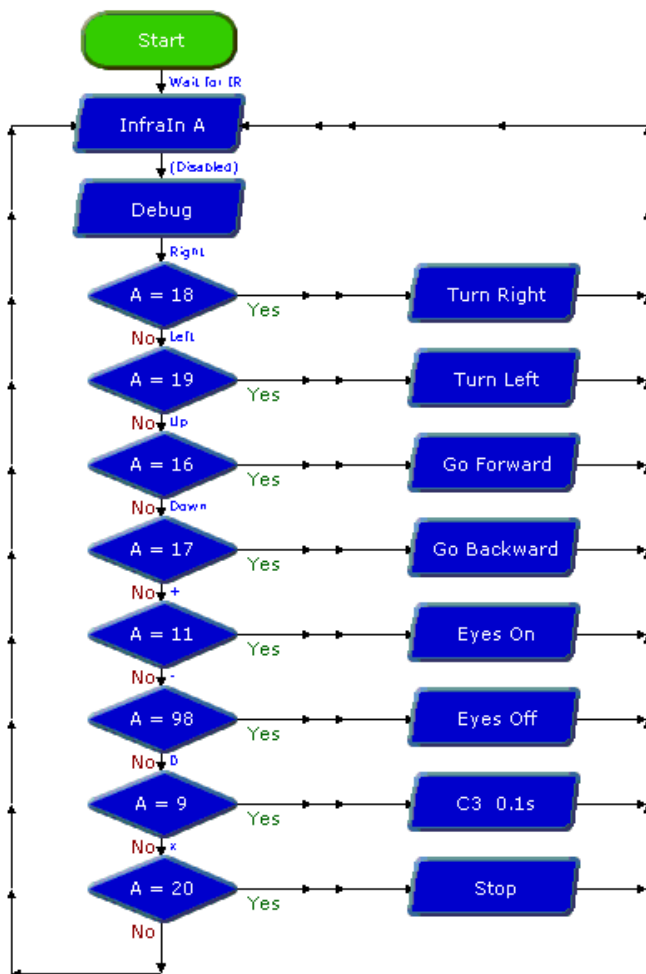 Start
Wait for IR
InfraIn A
(Disabled)
Debug
Right
A = 18
Yes
Turn Right
No
Left
A = 19
Yes
Turn Left
No
Up
A = 16
Yes
Go Forward
No
Down
A = 17
Yes
Go Backward
No
+
A = 11
Yes
Eyes On
No
-
A = 98
Yes
Eyes Off
No
D
A = 9
Yes
C3 0.1s
No
x
A = 20
Yes
Stop
No